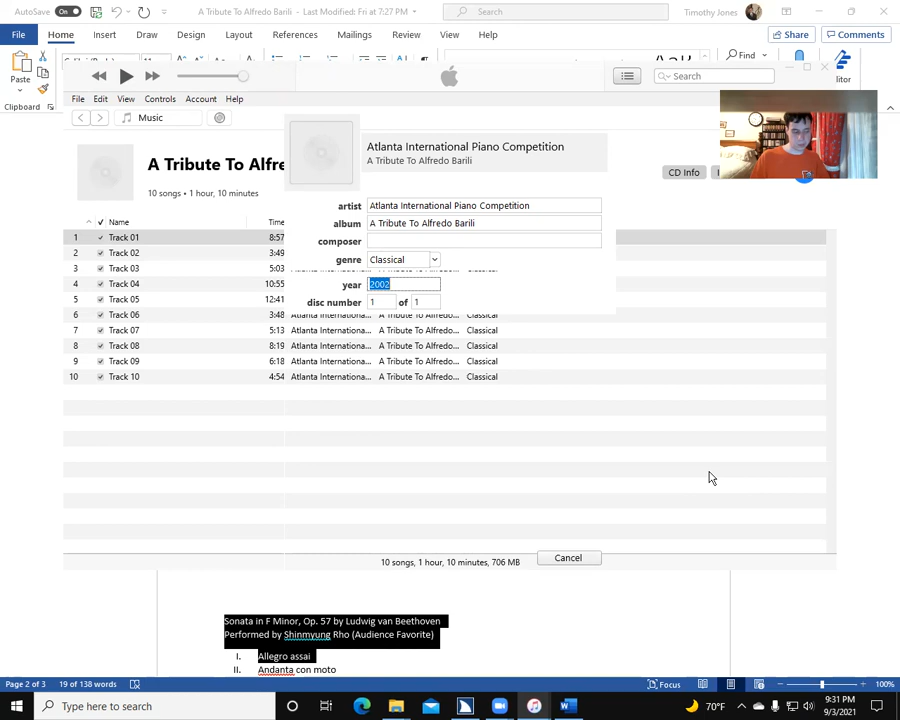 AutoSave On A Tribute To Alfredo Barili - Last Modified: Fri at 7:27 PM Search Timothy Jones
File Home Insert Draw Design Layout References Mailings Review View Help Share Comments
Paste Find litor
Clipboard
Search
File Edit View Controls Account Help
Music
A Tribute To Alfre
10 songs • 1 hour, 10 minutes
Atlanta International Piano Competition
A Tribute To Alfredo Barili
CD Info
artist Atlanta International Piano Competition
album A Tribute To Alfredo Barili
composer
genre Classical
year 2002
disc number 1 of 1
Name Time
1 Track 01 8:57
2 Track 02 3:49
3 Track 03 5:03
4 Track 04 10:55
5 Track 05 12:41
6 Track 06 3:48 Atlanta Internationa... A Tribute To Alfredo... Classical
7 Track 07 5:13 Atlanta Internationa... A Tribute To Alfredo... Classical
8 Track 08 8:19 Atlanta Internationa... A Tribute To Alfredo... Classical
9 Track 09 6:18 Atlanta Internationa... A Tribute To Alfredo... Classical
10 Track 10 4:54 Atlanta Internationa... A Tribute To Alfredo... Classical
10 songs, 1 hour, 10 minutes, 706 MB
Cancel
Sonata in F Minor, Op. 57 by Ludwig van Beethoven
Performed by Shinmyung Rho (Audience Favorite)
I. Allegro assai
II. Andanta con moto
Page 2 of 3 19 of 138 words Focus 100%
Type here to search 70°F 9:31 PM
9/3/2021